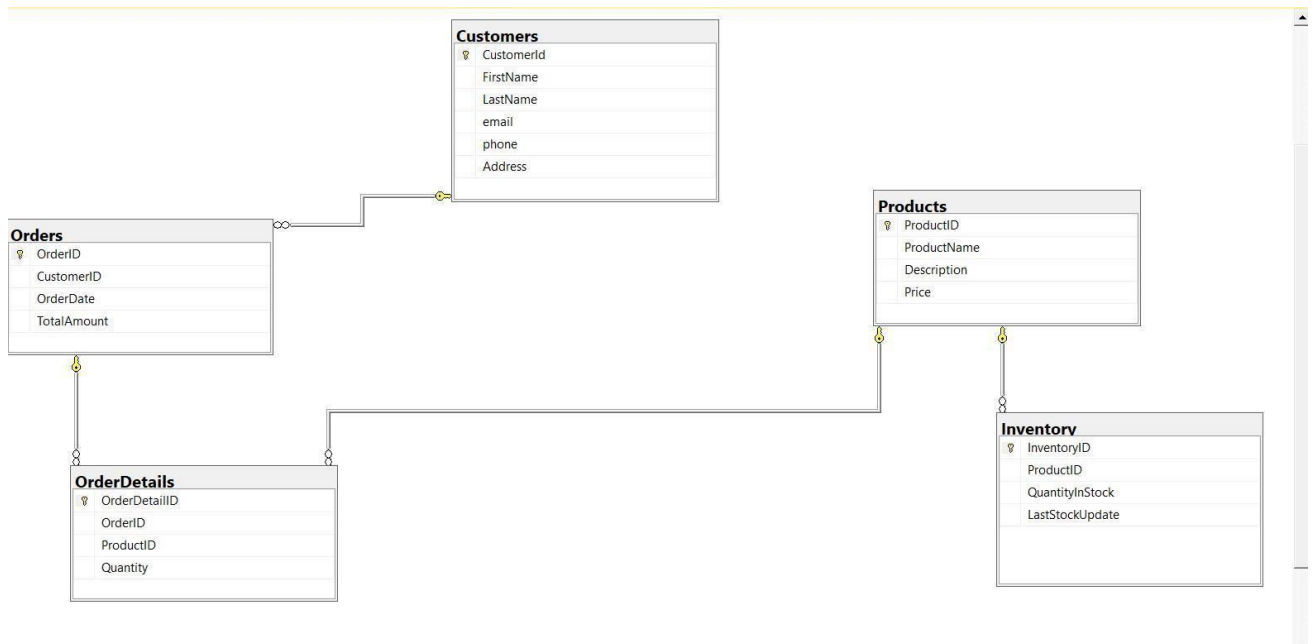 Customers
CustomerId
FirstName
LastName
email
phone
Address
Products
ProductID
ProductName
Description
Price
Orders
OrderID
CustomerID
OrderDate
TotalAmount
Inventory
InventoryID
ProductID
QuantityInStock
LastStockUpdate
OrderDetails
OrderDetailID
OrderID
ProductID
Quantity